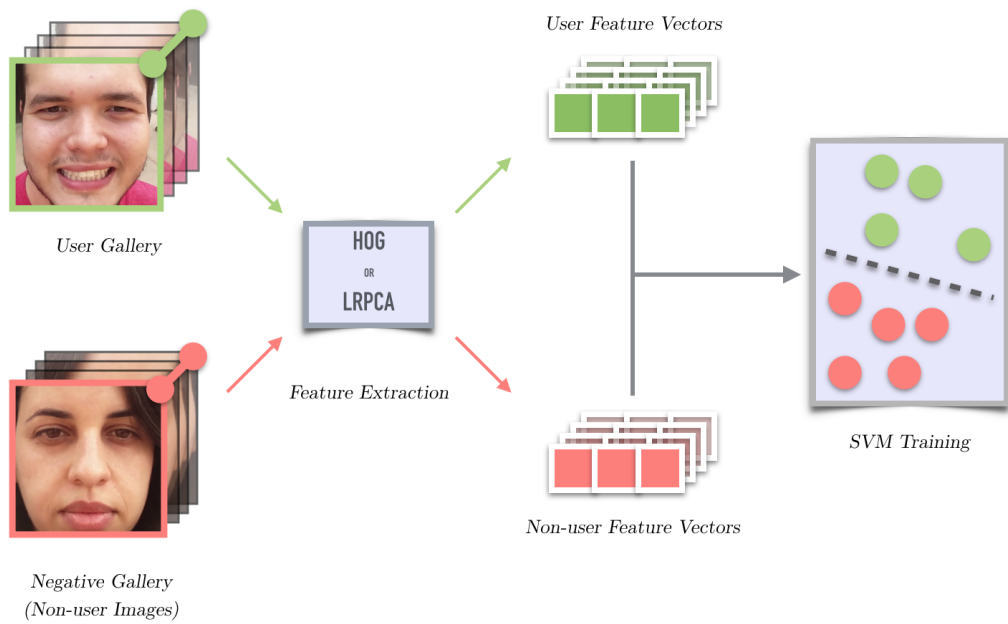 User Feature Vectors
User Gallery
HOG
OR
LRPCA
Feature Extraction
SVM Training
Non-user Feature Vectors
Negative Gallery
(Non-user Images)